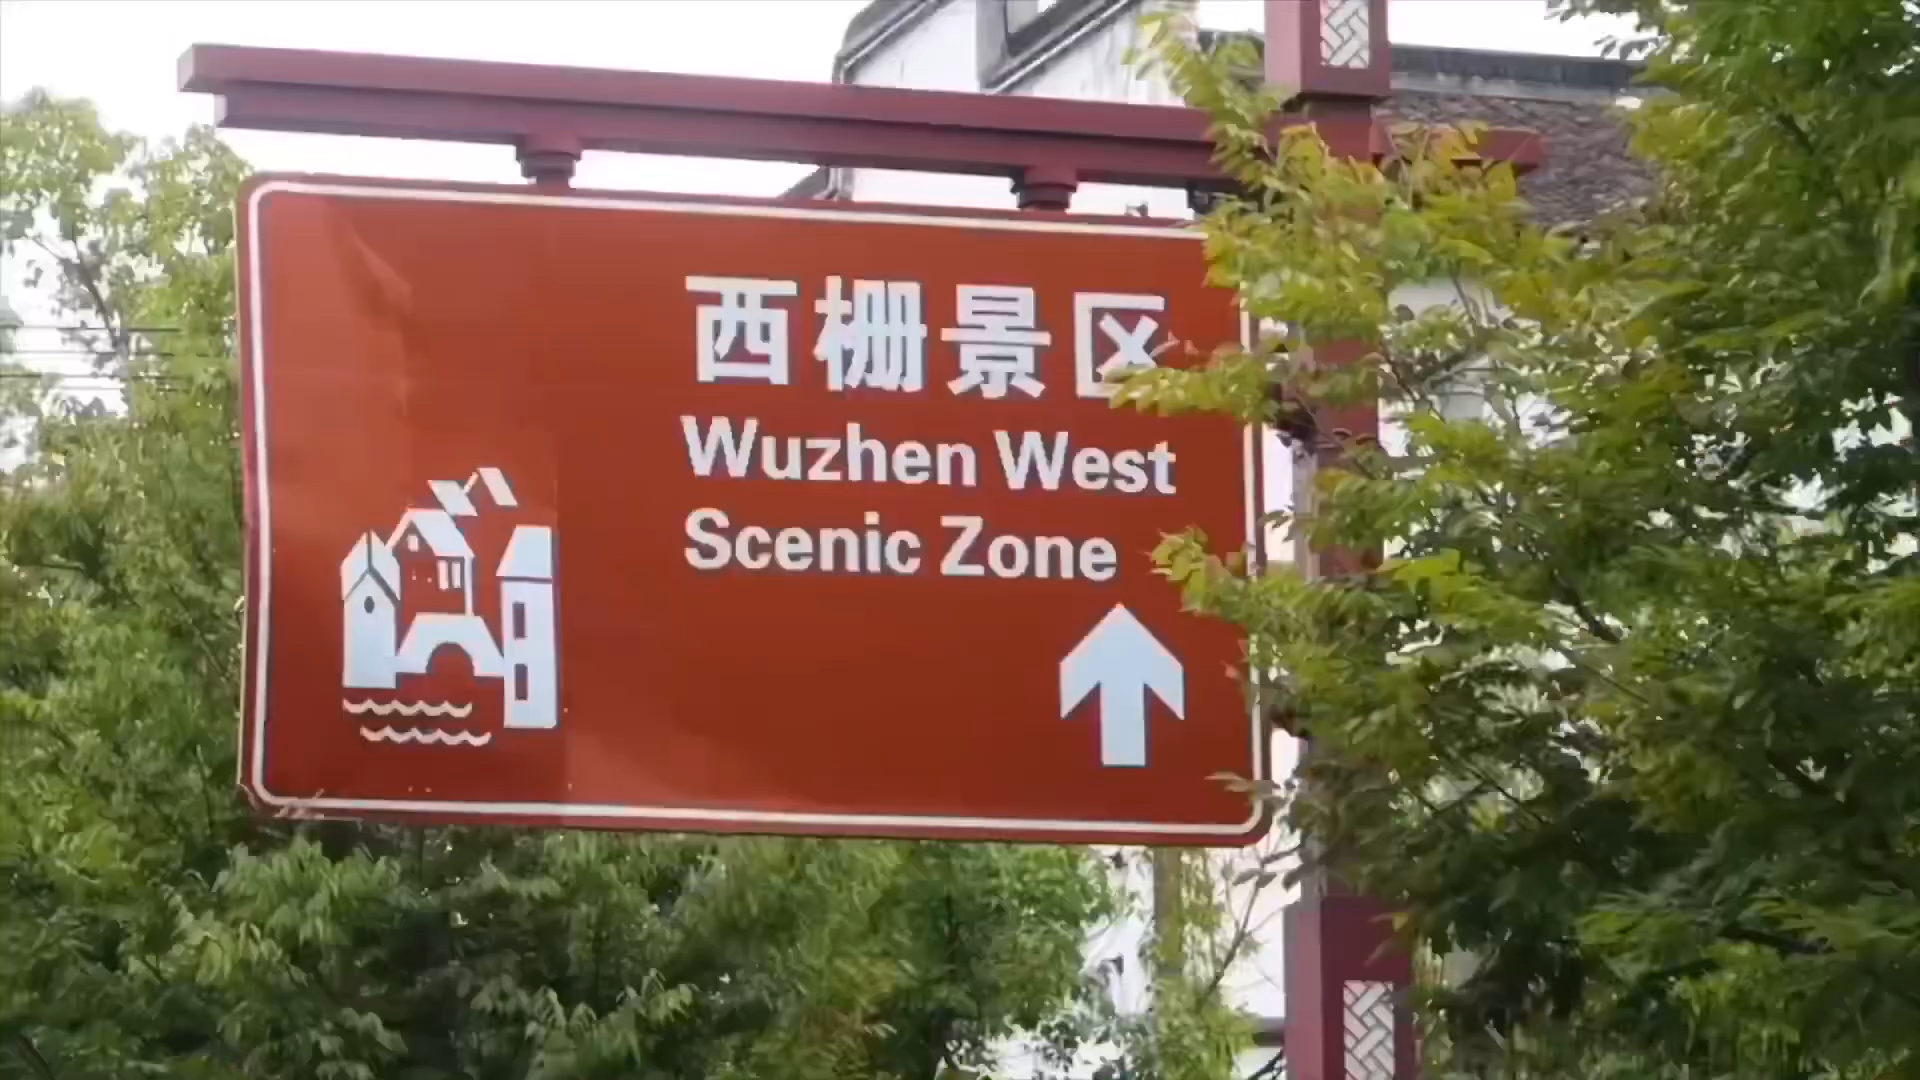 西栅景区
Wuzhen West
Scenic Zone